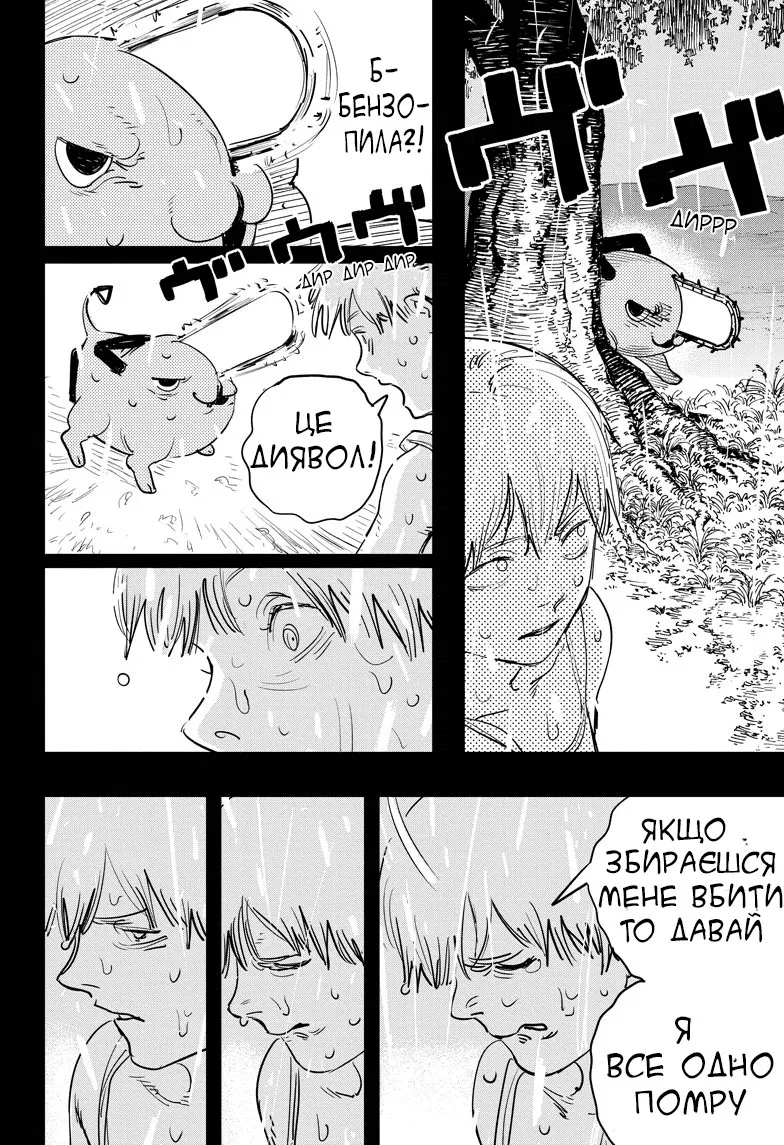 ヴヴ
ДИРРР
Б-
БЕНЗО-
ПИЛА?!
ヴヴヴ
ДИР ДИР ДИР
ЦЕ
ДИЯВОЛ!
ЯКЩО
ЗБИРАЄШСЯ
МЕНЕ ВБИТИ
ТО ДАВАЙ
Я
ВСЕ ОДНО
ПОМРУ